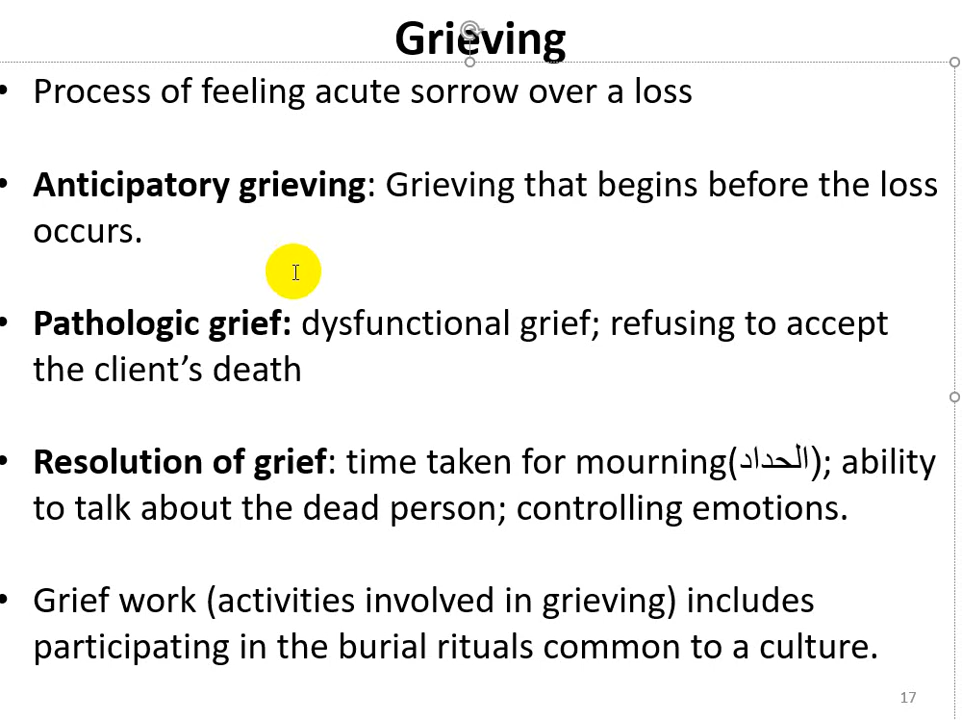 Grieving
• Process of feeling acute sorrow over a loss
• Anticipatory grieving: Grieving that begins before the loss
occurs.
• Pathologic grief: dysfunctional grief; refusing to accept
the client’s death
• Resolution of grief: time taken for mourning(الحداد); ability
to talk about the dead person; controlling emotions.
• Grief work (activities involved in grieving) includes
participating in the burial rituals common to a culture.
17